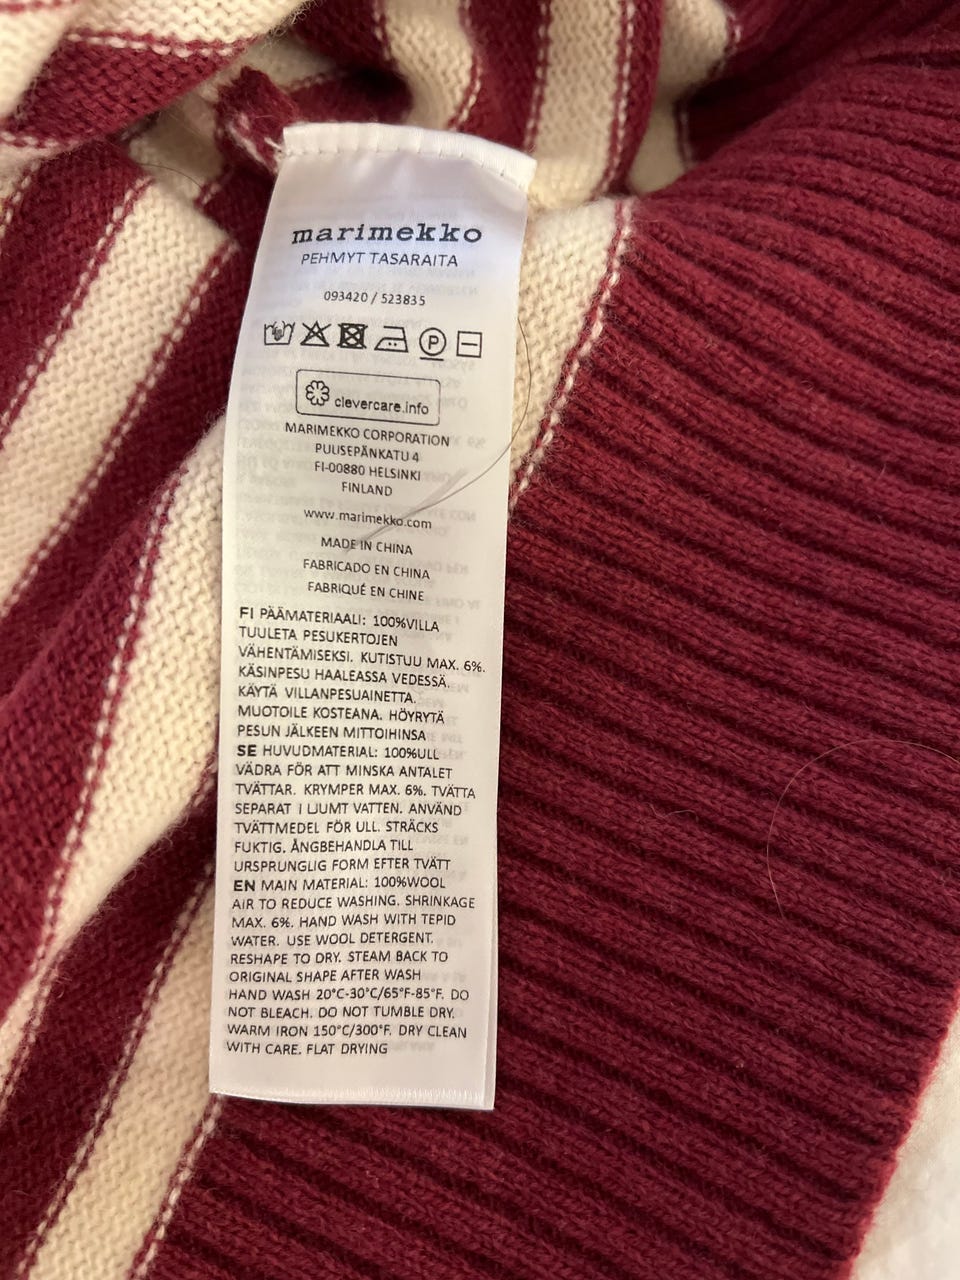 marimekko
PEHMYT TASARAITA
093420 / 523835
P
clevercare.info
MARIMEKKO CORPORATION
PUUSEPÄNKATU 4
FI-00880 HELSINKI
FINLAND
www.marimekko.com
MADE IN CHINA
FABRICADO EN CHINA
FABRIQUÉ EN CHINE
FI PÄÄMATERIAALI: 100%VILLA
TUULETA PESUKERTOJEN
VÄHENTÄMISEKSI. KUTISTUU MAX. 6%.
KÄSINPESU HAALEASSA VEDESSÄ.
KÄYTÄ VILLANPESUAINETTA.
MUOTOILE KOSTEANA. HÖYRYTÄ
PESUN JÄLKEEN MITTOIHINSA
SE HUVUDMATERIAL: 100%ULL
VÄDRA FÖR ATT MINSKA ANTALET
TVÄTTAR. KRYMPER MAX. 6%. TVÄTTA
SEPARAT I LJUMT VATTEN. ANVÄND
TVÄTTMEDEL FÖR ULL. STRÄCKS
FUKTIG. ÅNGBEHANDLA TILL
URSPRUNGLIG FORM EFTER TVÄTT
EN MAIN MATERIAL: 100%WOOL
AIR TO REDUCE WASHING. SHRINKAGE
MAX. 6%. HAND WASH WITH TEPID
WATER. USE WOOL DETERGENT.
RESHAPE TO DRY. STEAM BACK TO
ORIGINAL SHAPE AFTER WASH
HAND WASH 20°C-30°C/65°F-85°F. DO
NOT BLEACH. DO NOT TUMBLE DRY.
WARM IRON 150°C/300°F. DRY CLEAN
WITH CARE. FLAT DRYING